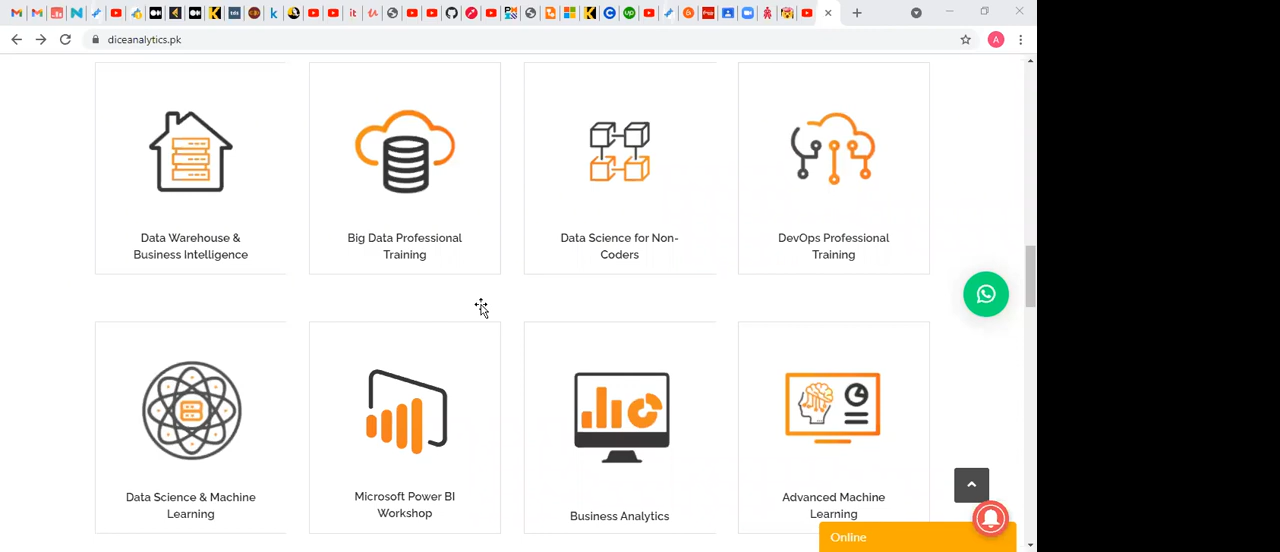 diceanalytics.pk
A
Data Warehouse &
Business Intelligence
Big Data Professional
Training
Data Science for Non-
Coders
DevOps Professional
Training
Data Science & Machine
Learning
Microsoft Power BI
Workshop
Business Analytics
Advanced Machine
Learning
Online